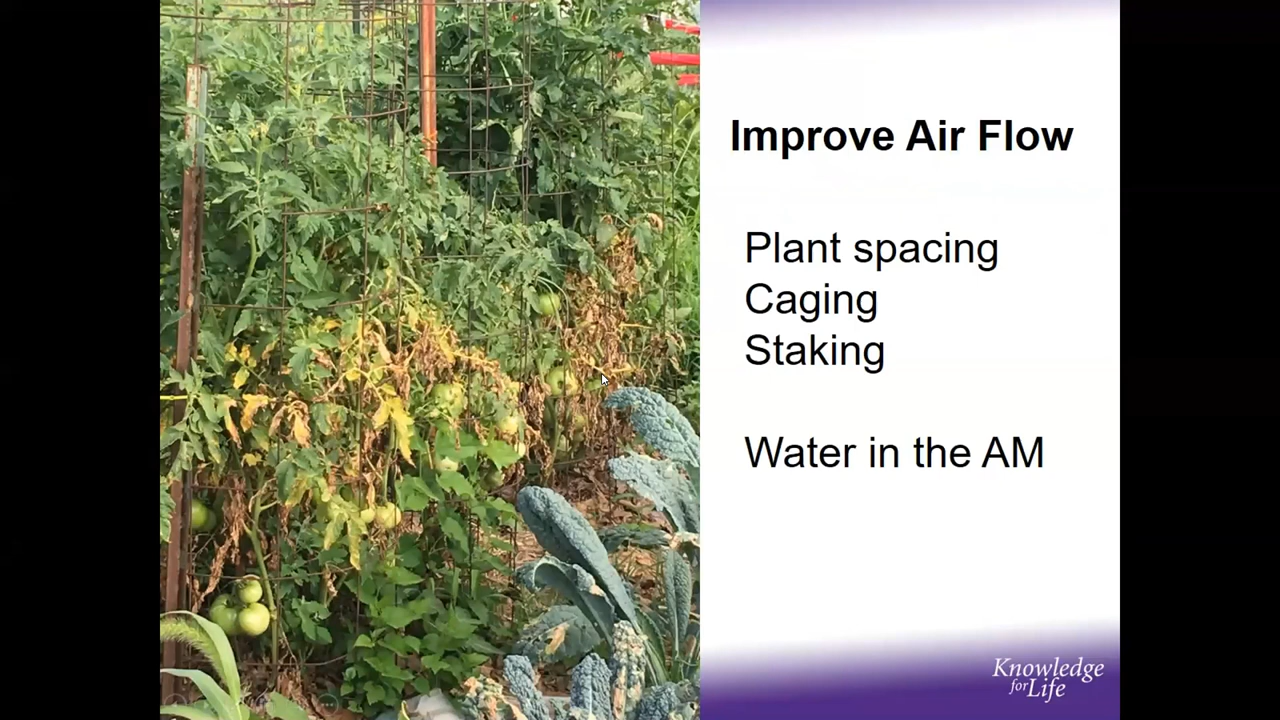 Improve Air Flow
Plant spacing
Caging
Staking
Water in the AM
Knowledge
for Life